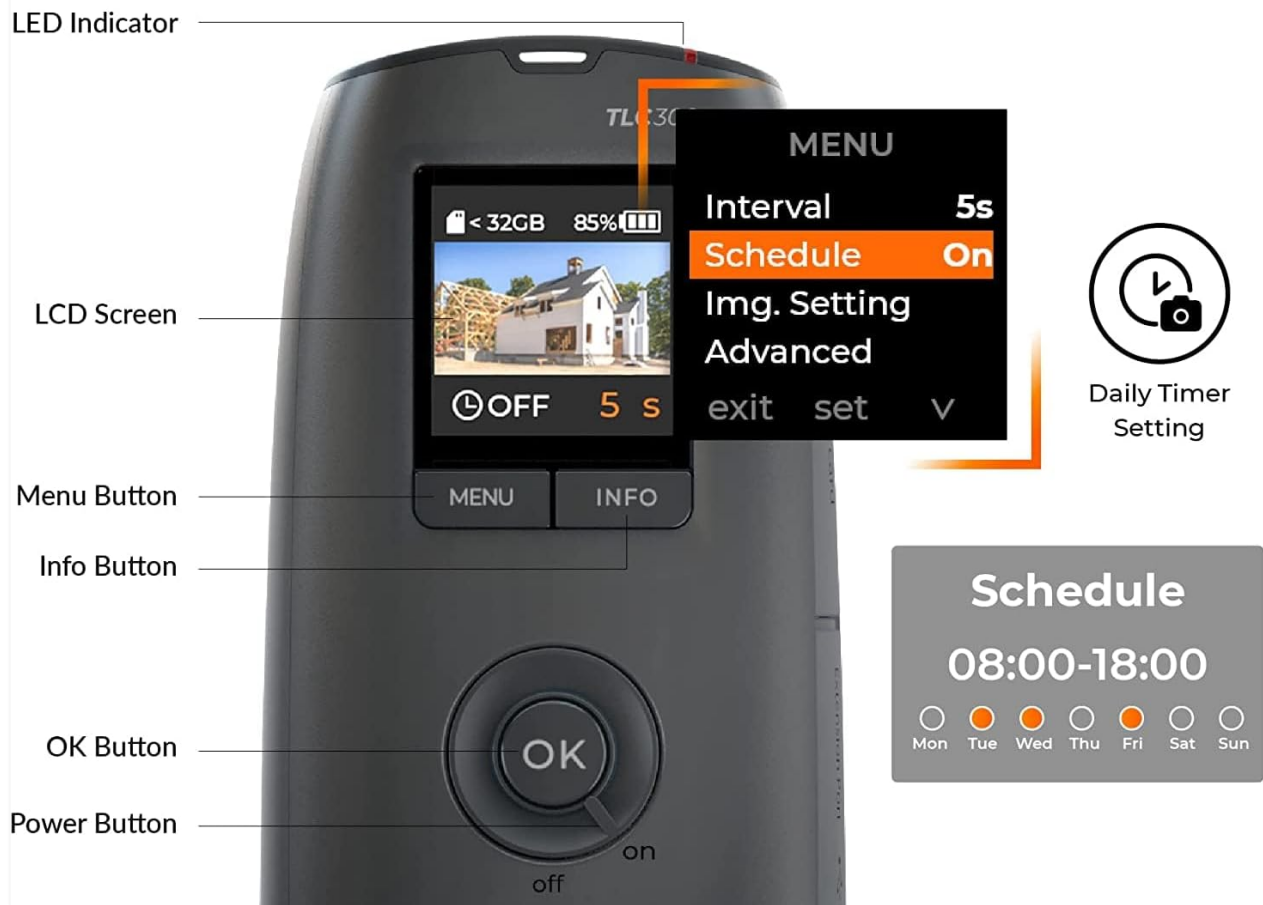 LED Indicator
MENU
Interval 5s
Schedule On
Img. Setting
Advanced
exit set
< 32GB 85%
OFF 5 s
LCD Screen
Daily Timer
Setting
Menu Button
MENU INFO
Info Button
Schedule
08:00-18:00
Mon Tue Wed Thu Fri Sat Sun
OK Button
OK
Power Button
on
off